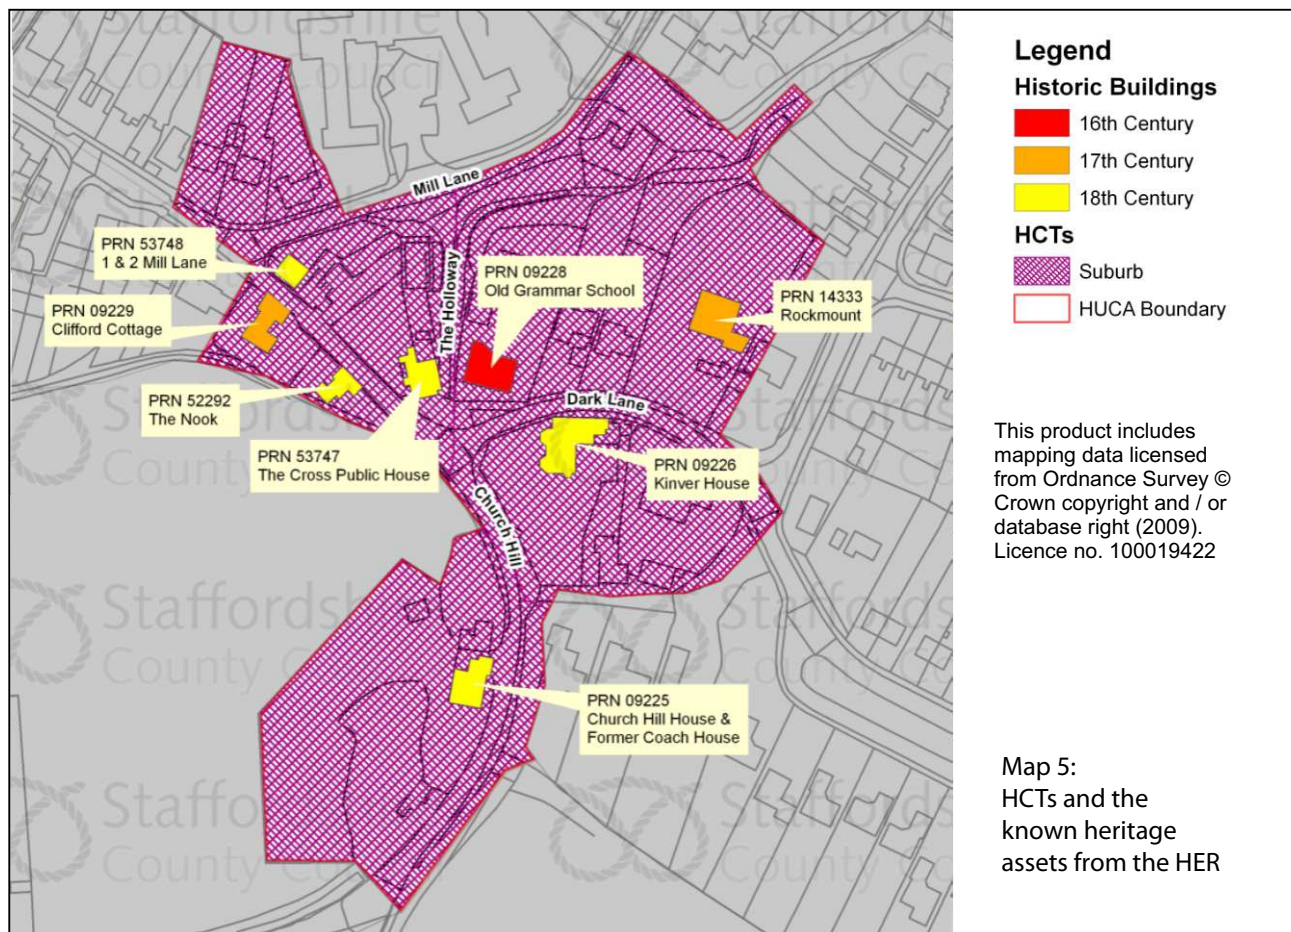 Staffordshire
County Council
Mill Lane
PRN 53748
1 & 2 Mill Lane
PRN 09229
Clifford Cottage
PRN 52292
The Nook
PRN 53747
The Cross Public House
The Holloway
PRN 09228
Old Grammar School
PRN 14333
Rockmount
Dark Lane
PRN 09226
Kinver House
Church Hill
PRN 09225
Church Hill House &
Former Coach House
Legend
Historic Buildings
16th Century
17th Century
18th Century
HCTs
Suburb
HUCA Boundary
This product includes
mapping data licensed
from Ordnance Survey ©
Crown copyright and / or
database right (2009).
Licence no. 100019422
Map 5:
HCTs and the
known heritage
assets from the HER